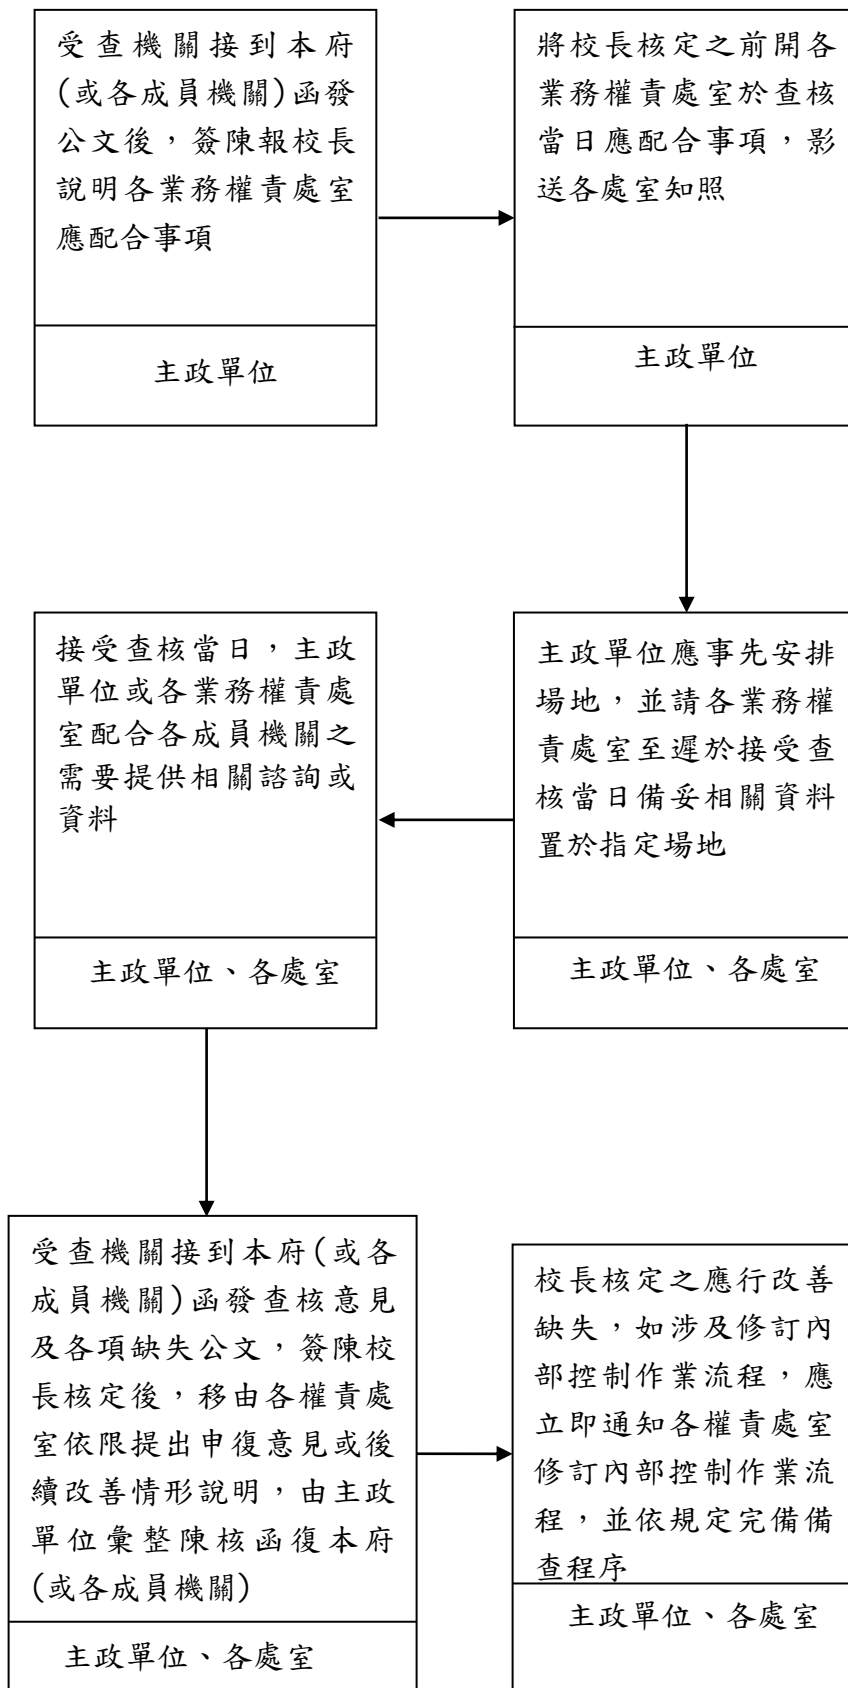 受查機關接到本府
(或各成員機關)函發
公文後，簽陳報校長
說明各業務權責處室
應配合事項
主政單位
將校長核定之前開各
業務權責處室於查核
當日應配合事項，影
送各處室知照
主政單位
主政單位應事先安排
場地，並請各業務權
責處室至遲於接受查
核當日備妥相關資料
置於指定場地
主政單位、各處室
接受查核當日，主政
單位或各業務權責處
室配合各成員機關之
需要提供相關諮詢或
資料
主政單位、各處室
受查機關接到本府(或各
成員機關)函發查核意見
及各項缺失公文，簽陳校
長核定後，移由各權責處
室依限提出申復意見或後
續改善情形說明，由主政
單位彙整陳核函復本府
(或各成員機關)
主政單位、各處室
校長核定之應行改善
缺失，如涉及修訂內
部控制作業流程，應
立即通知各權責處室
修訂內部控制作業流
程，並依規定完備備
查程序
主政單位、各處室